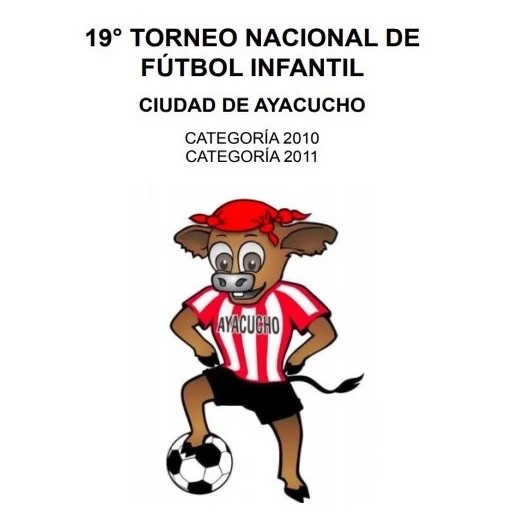 19° TORNEO NACIONAL DE
FÚTBOL INFANTIL
CIUDAD DE AYACUCHO
CATEGORÍA 2010
CATEGORÍA 2011
AYACUCHO